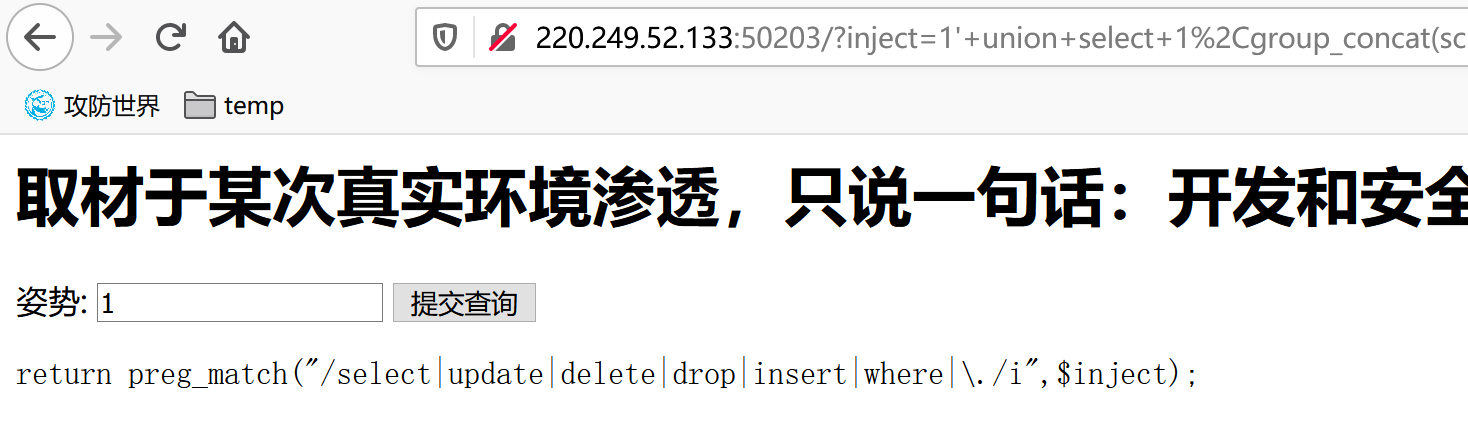 220.249.52.133:50203/?inject=1'+union+select+1%2Cgroup_concat(sc
攻防世界 temp
取材于某次真实环境渗透，只说一句话：开发和安全
姿势: 1 提交查询
return preg_match("/select|update|delete|drop|insert|where|\./i",$inject);